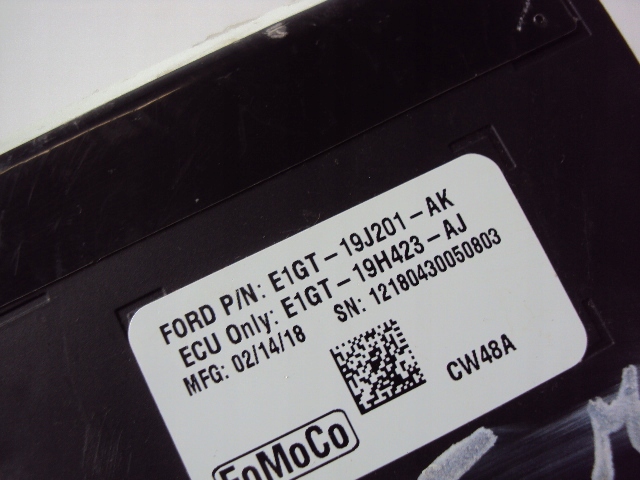 FORD P/N: E1GT-19J201-AK
ECU Only: E1GT-19H423-AJ
MFG: 02/14/18 SN: 12180430050803
CW48A
FoMoCo